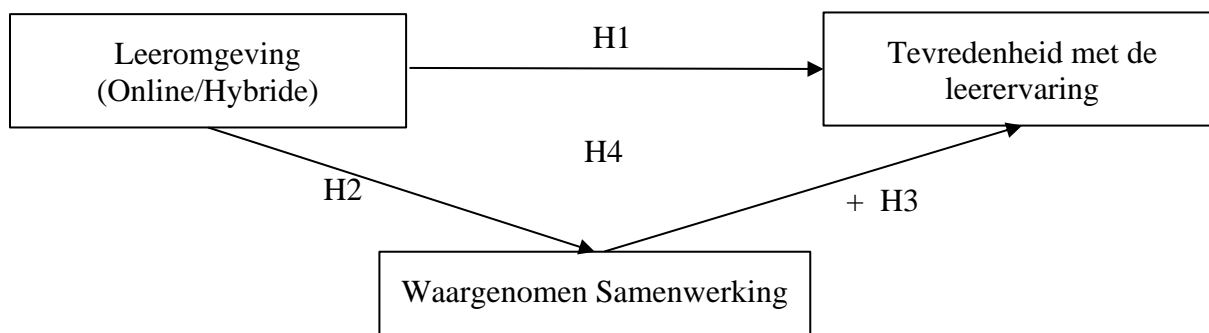 Leeromgeving
(Online/Hybride)
H1
Tevredenheid met de
leerervaring
H4
H2
+ H3
Waargenomen Samenwerking